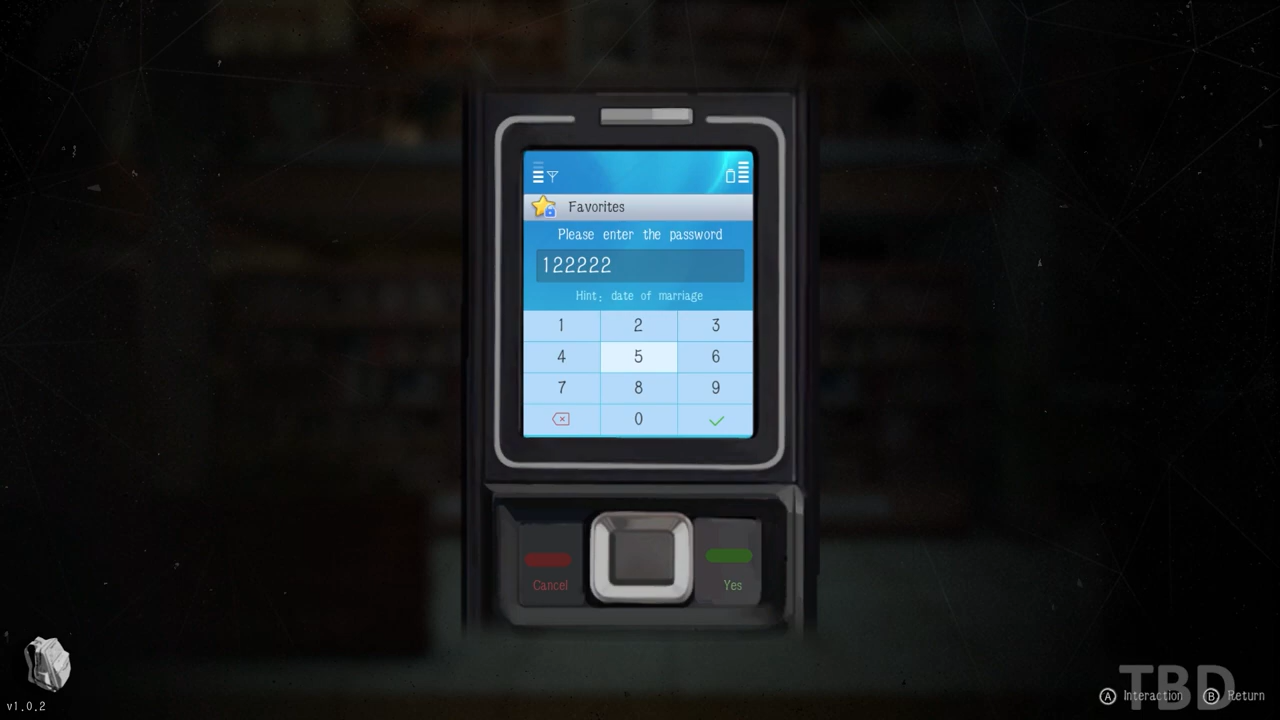 Favorites
Please enter the password
122222
Hint: date of marriage
1 2 3
4 5 6
7 8 9
0
Cancel Yes
TBD
A Interaction B Return
v1.0.2